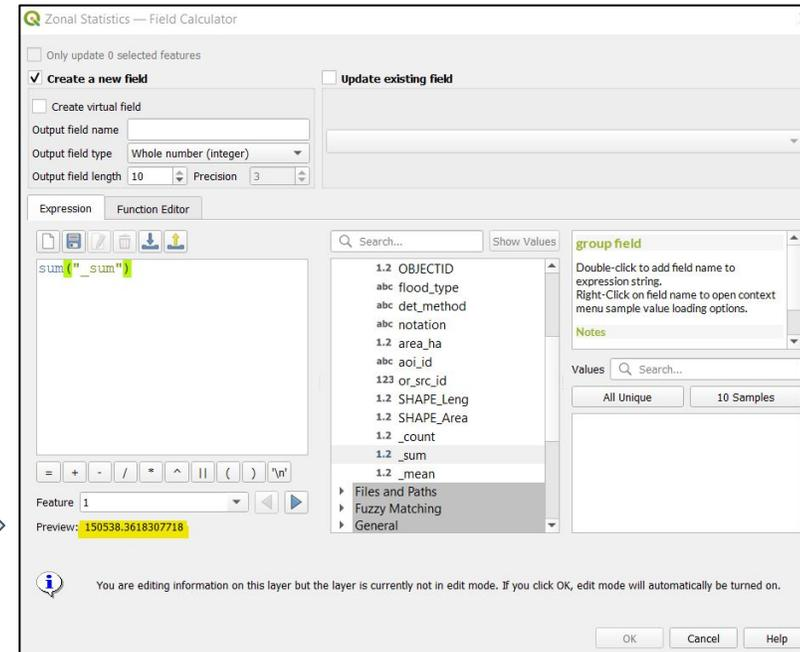 Zonal Statistics — Field Calculator
Only update 0 selected features
Create a new field
Update existing field
Create virtual field
Output field name
Output field type Whole number (integer)
Output field length 10 Precision 3
Expression Function Editor
Search... Show Values
sum("_sum")
1.2 OBJECTID
abc flood_type
abc det_method
abc notation
1.2 area_ha
abc aoi_id
123 or_src_id
1.2 SHAPE_Leng
1.2 SHAPE_Area
1.2 _count
1.2 _sum
1.2 _mean
Files and Paths
Fuzzy Matching
General
group field
Double-click to add field name to
expression string.
Right-Click on field name to open context
menu sample value loading options.
Notes
Values Search...
All Unique 10 Samples
= + - / * ^ || ( ) '\n'
Feature 1
Preview: 150538.3618307718
You are editing information on this layer but the layer is currently not in edit mode. If you click OK, edit mode will automatically be turned on.
OK Cancel Help